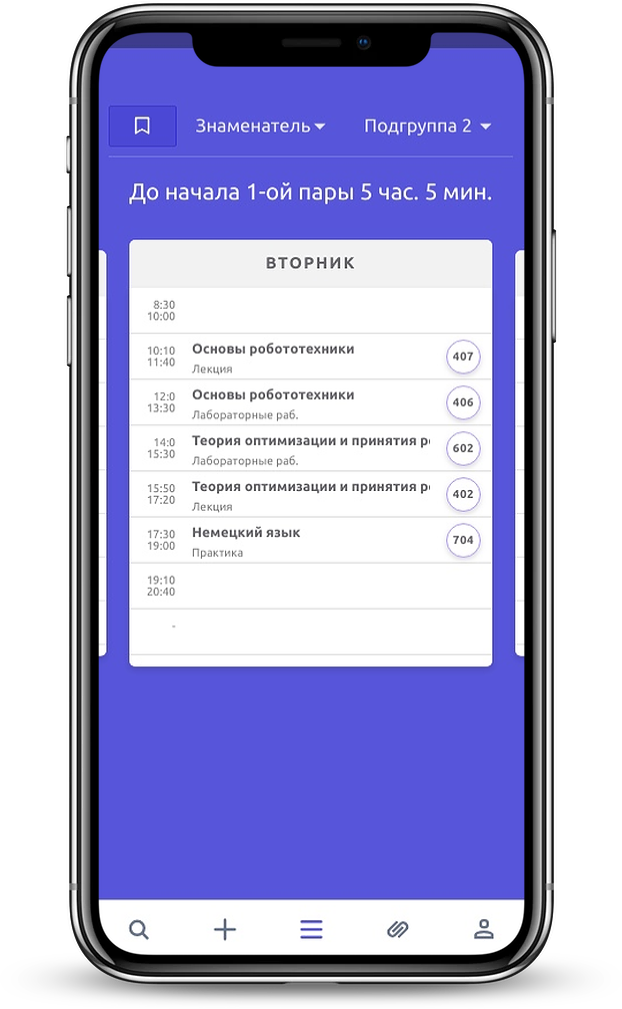 Знаменатель
Подгруппа 2
До начала 1-ой пары 5 час. 5 мин.
ВТОРНИК
8:30
10:00
10:10
11:40
Основы робототехники
Лекция
407
12:0
13:30
Основы робототехники
Лабораторные раб.
406
14:0
15:30
Теория оптимизации и принятия р
Лабораторные раб.
602
15:50
17:20
Теория оптимизации и принятия р
Лекция
402
17:30
19:00
Немецкий язык
Практика
704
19:10
20:40
-